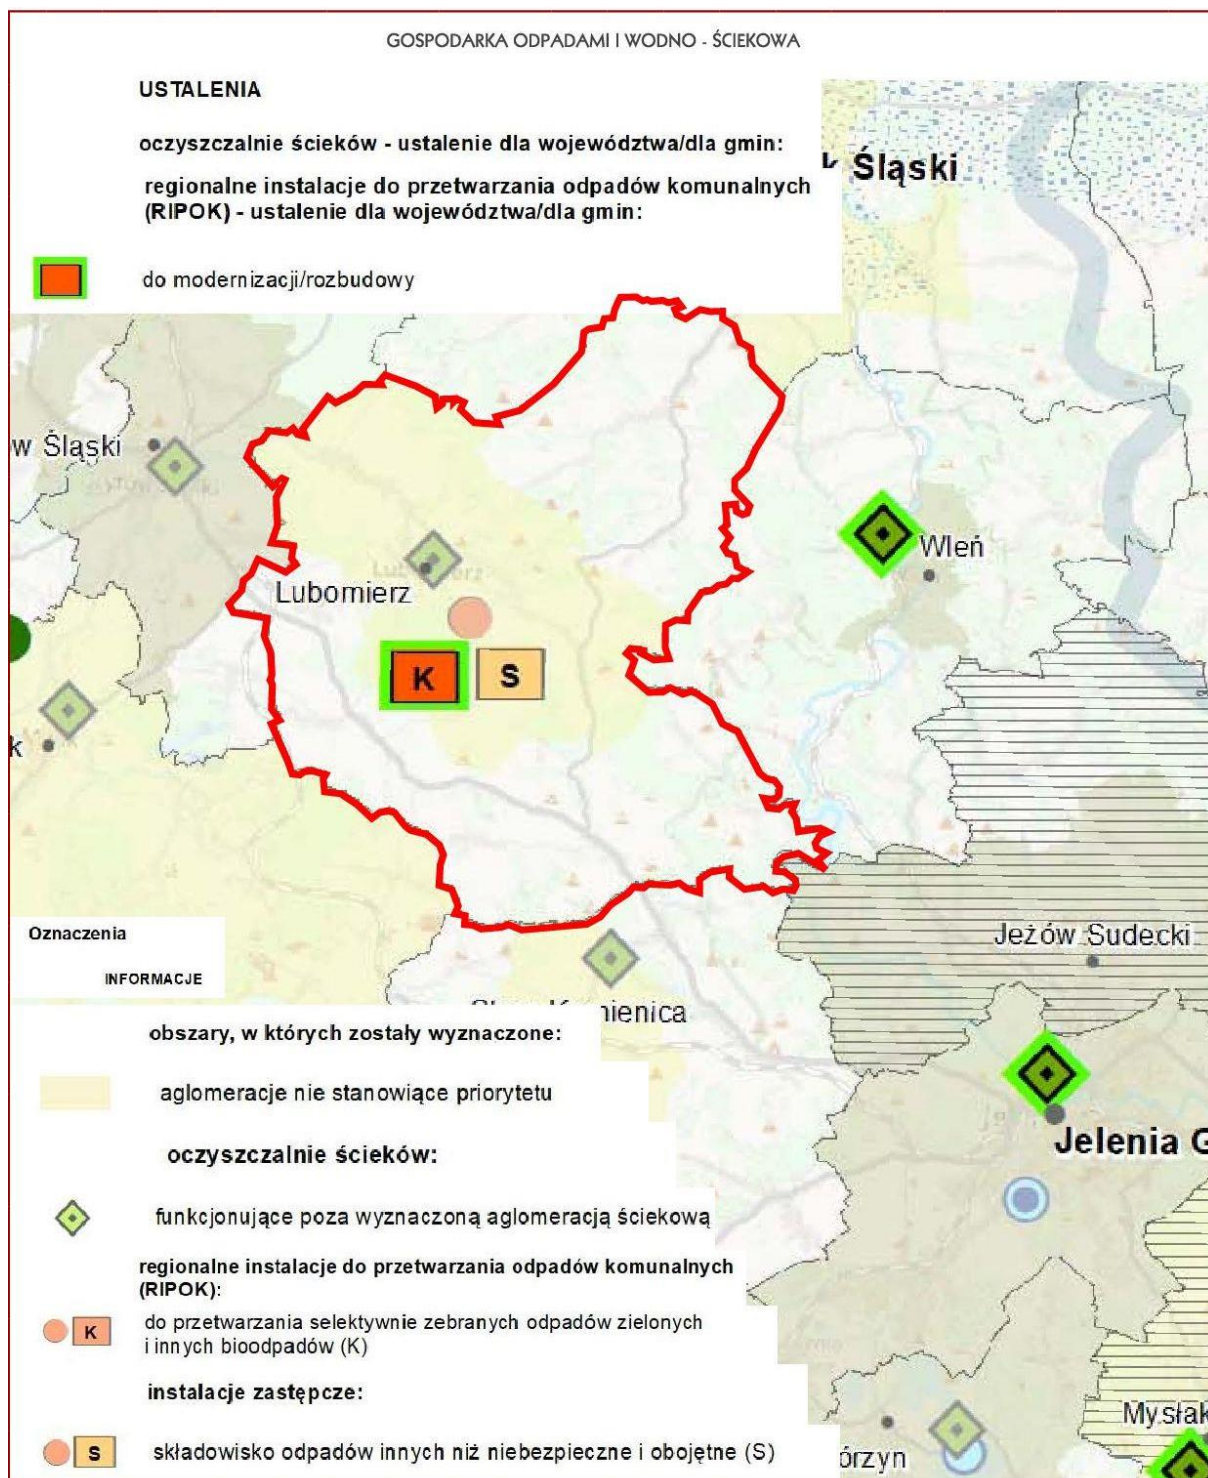 GOSPODARKA ODPADAMI I WODNO - ŚCIEKOWA
USTALENIA
oczyszczalnie ścieków - ustalenie dla województwa/dla gmin:
regionalne instalacje do przetwarzania odpadów komunalnych
(RIPOK) - ustalenie dla województwa/dla gmin:
do modernizacji/rozbudowy
Śląski
w Śląski
Wleń
Lubomierz
K
S
k
Oznaczenia
INFORMACJE
Jeżów Sudecki
nienica
obszary, w których zostały wyznaczone:
aglomeracje nie stanowiące priorytetu
Jelenia G
oczyszczalnie ścieków:
funkcjonujące poza wyznaczoną aglomeracją ściekową
regionalne instalacje do przetwarzania odpadów komunalnych
(RIPOK):
K
do przetwarzania selektywnie zebranych odpadów zielonych
i innych bioodpadów (K)
instalacje zastępcze:
Mysłak
S
składowisko odpadów innych niż niebezpieczne i obojętne (S)
órzyn